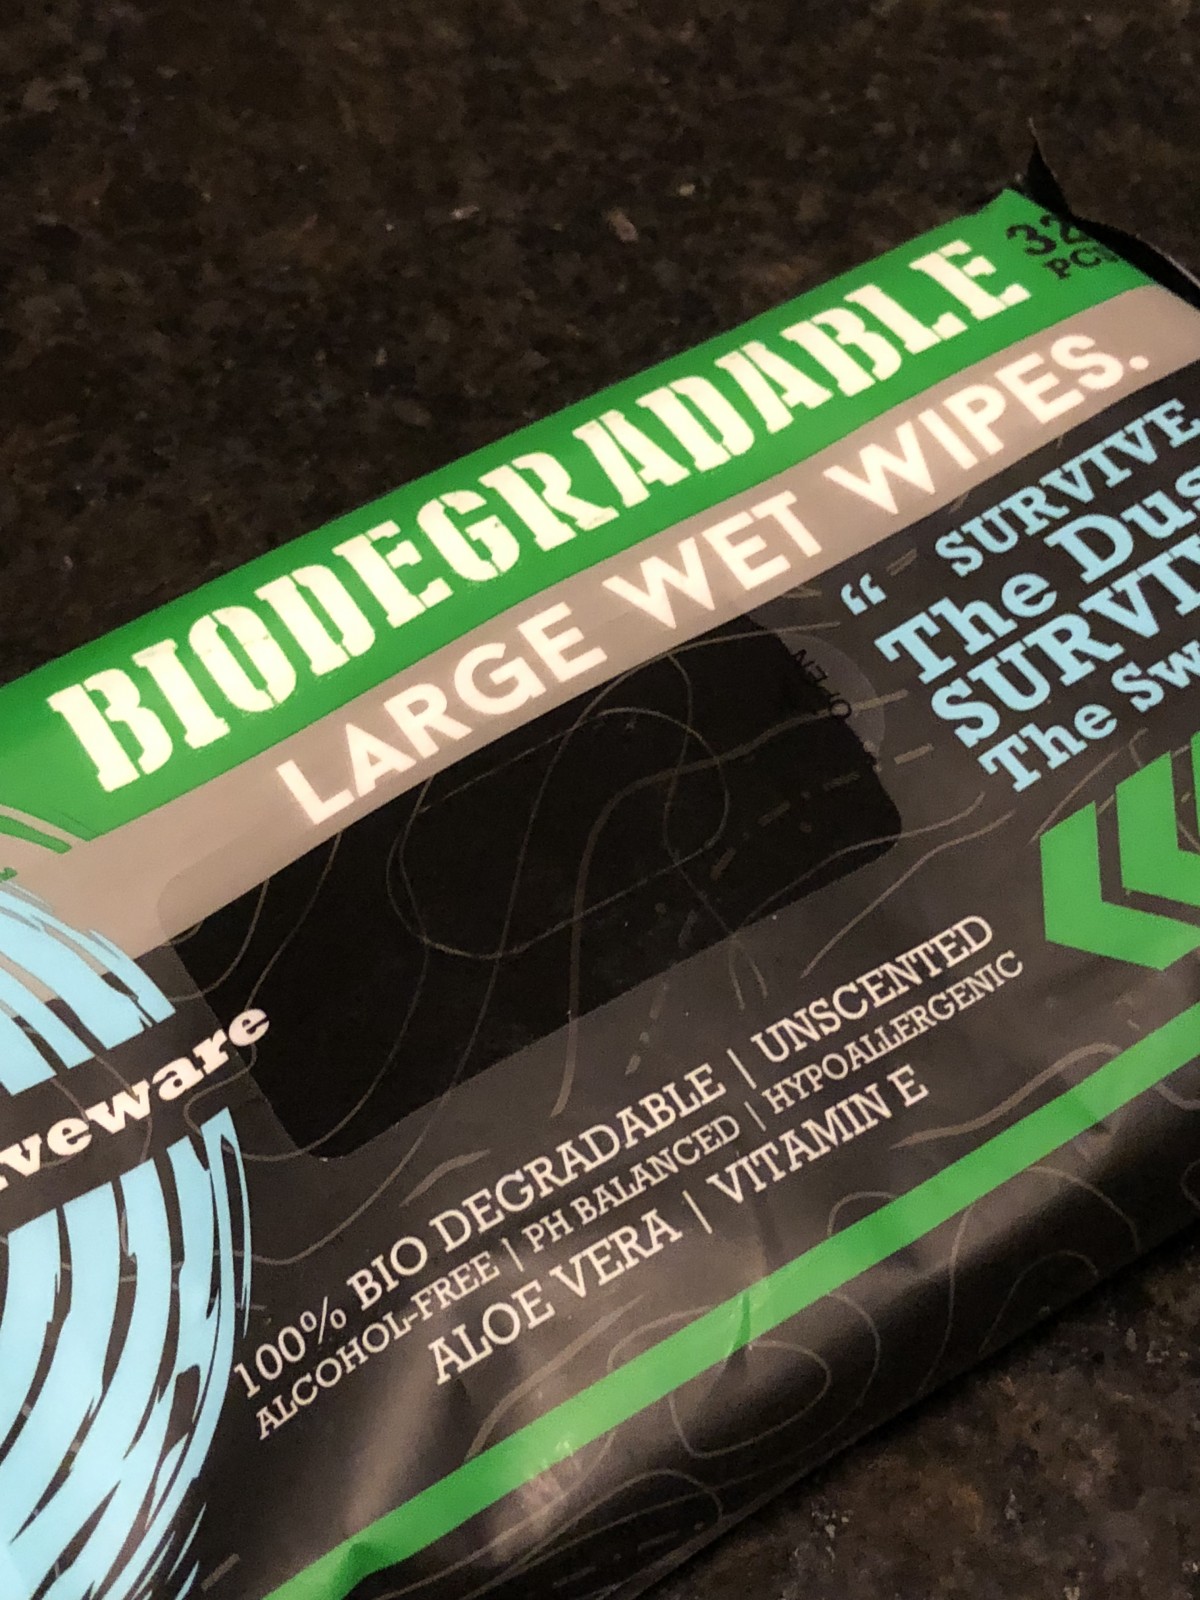 BIODEGRADABLE
32
PCS
LARGE WET WIPES.
" SURVIVE
The Dus
SURVIV
The Sw
OPEN
veware
100% BIO DEGRADABLE | UNSCENTED
ALCOHOL-FREE | PH BALANCED | HYPOALLERGENIC
ALOE VERA | VITAMIN E